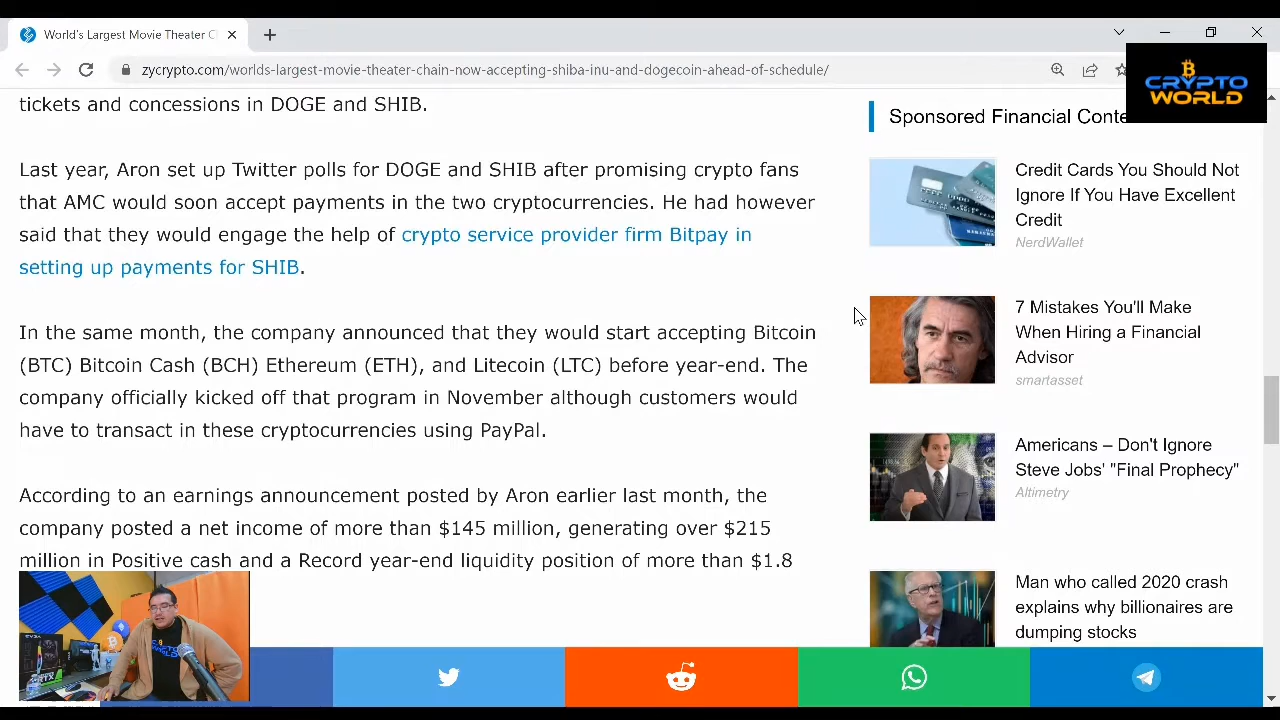 World's Largest Movie Theater C
zycrypto.com/worlds-largest-movie-theater-chain-now-accepting-shiba-inu-and-dogecoin-ahead-of-schedule/
CRYPTO
WORLD
tickets and concessions in DOGE and SHIB.
Last year, Aron set up Twitter polls for DOGE and SHIB after promising crypto fans
that AMC would soon accept payments in the two cryptocurrencies. He had however
said that they would engage the help of crypto service provider firm Bitpay in
setting up payments for SHIB.
In the same month, the company announced that they would start accepting Bitcoin
(BTC) Bitcoin Cash (BCH) Ethereum (ETH), and Litecoin (LTC) before year-end. The
company officially kicked off that program in November although customers would
have to transact in these cryptocurrencies using PayPal.
According to an earnings announcement posted by Aron earlier last month, the
company posted a net income of more than $145 million, generating over $215
million in Positive cash and a Record year-end liquidity position of more than $1.8
Sponsored Financial Conte
Credit Cards You Should Not
Ignore If You Have Excellent
Credit
NerdWallet
7 Mistakes You'll Make
When Hiring a Financial
Advisor
smartasset
Americans – Don't Ignore
Steve Jobs' "Final Prophecy"
Altimetry
Man who called 2020 crash
explains why billionaires are
dumping stocks